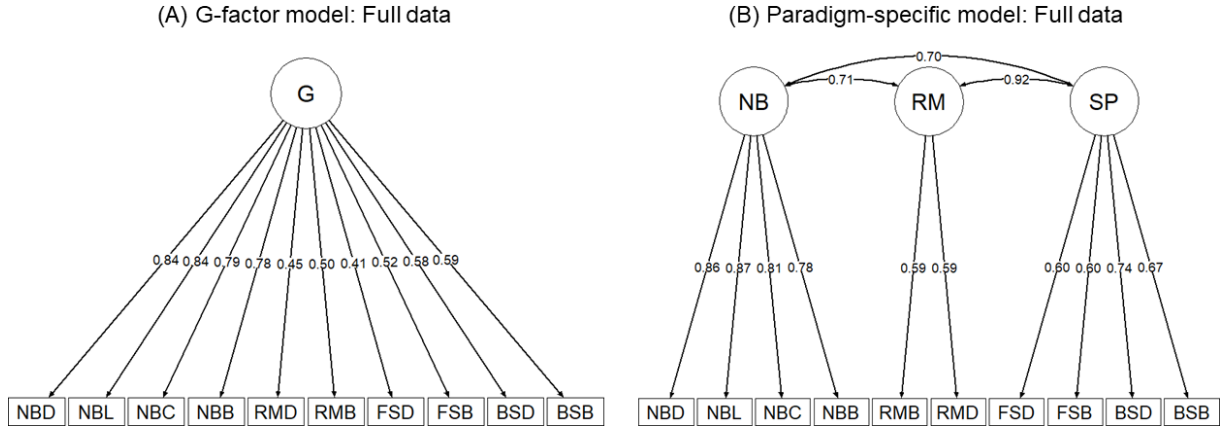 (A) G-factor model: Full data
G
0.84 0.84 0.79 0.78 0.45 0.50 0.41 0.52 0.58 0.59
NBD NBL NBC NBB RMD RMB FSD FSB BSD BSB
(B) Paradigm-specific model: Full data
0.70
0.71 0.92
NB RM SP
0.86 0.87 0.81 0.78 0.59 0.59 0.60 0.60 0.74 0.67
NBD NBL NBC NBB RMB RMD FSD FSB BSD BSB